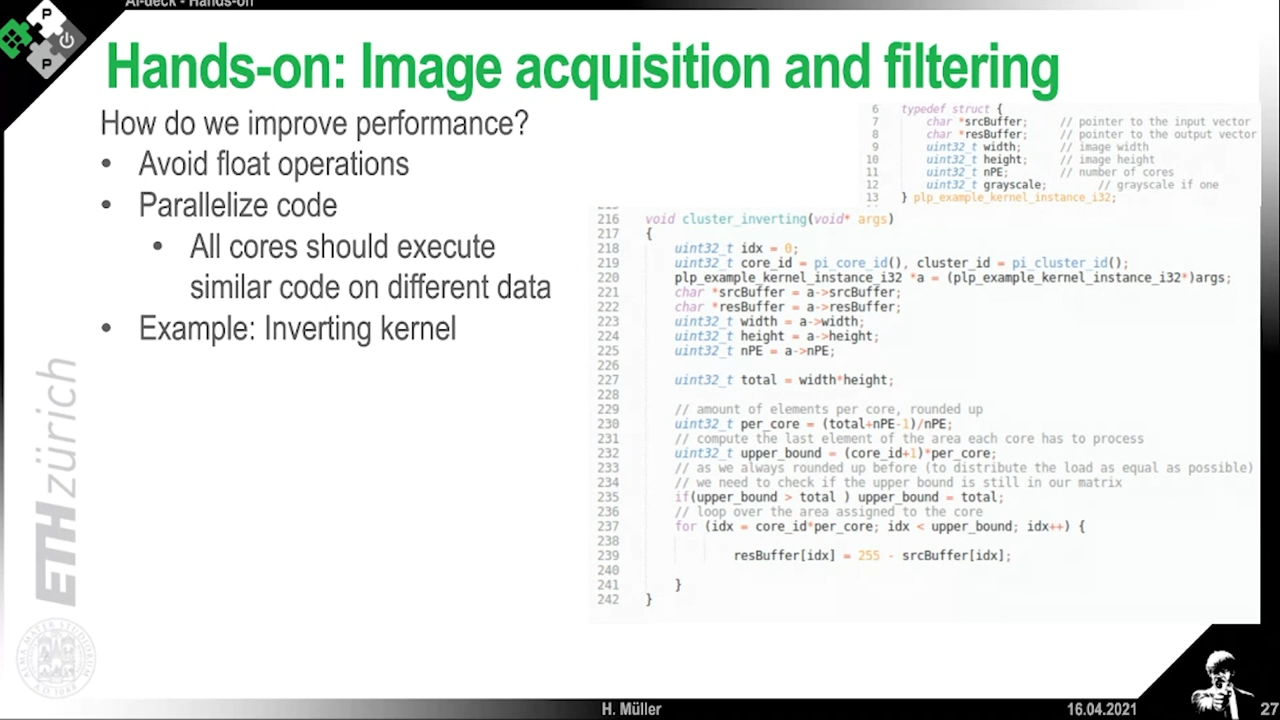 AI-deck - Hands-on
P
P
Hands-on: Image acquisition and filtering
How do we improve performance?
• Avoid float operations
• Parallelize code
• All cores should execute
similar code on different data
• Example: Inverting kernel
6 typedef struct {
7 char *srcBuffer; // pointer to the input vector
8 char *resBuffer; // pointer to the output vector
9 uint32_t width; // image width
10 uint32_t height; // image height
11 uint32_t nPE; // number of cores
12 uint32_t grayscale; // grayscale if one
13 } plp_example_kernel_instance_i32;
216 void cluster_inverting(void* args)
217 {
218 uint32_t idx = 0;
219 uint32_t core_id = pi_core_id(), cluster_id = pi_cluster_id();
220 plp_example_kernel_instance_i32 *a = (plp_example_kernel_instance_i32*)args;
221 char *srcBuffer = a->srcBuffer;
222 char *resBuffer = a->resBuffer;
223 uint32_t width = a->width;
224 uint32_t height = a->height;
225 uint32_t nPE = a->nPE;
226
227 uint32_t total = width*height;
228
229 // amount of elements per core, rounded up
230 uint32_t per_core = (total+nPE-1)/nPE;
231 // compute the last element of the area each core has to process
232 uint32_t upper_bound = (core_id+1)*per_core;
233 // as we always rounded up before (to distribute the load as equal as possible)
234 // we need to check if the upper bound is still in our matrix
235 if(upper_bound > total ) upper_bound = total;
236 // loop over the area assigned to the core
237 for (idx = core_id*per_core; idx < upper_bound; idx++) {
238
239 resBuffer[idx] = 255 - srcBuffer[idx];
240
241 }
242 }
ETHzürich
ALMA MATER STUDIORUM
A.D. 1088
H. Müller
16.04.2021
27